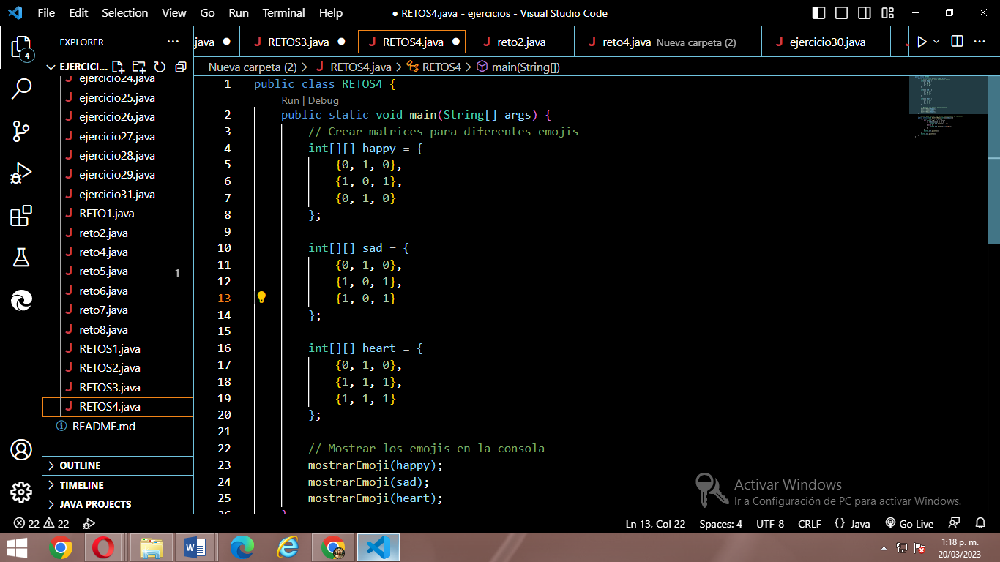 File Edit Selection View Go Run Terminal Help ● RETOS4.java - ejercicios - Visual Studio Code
EXPLORER ···
.java ● RETOS3.java ● RETOS4.java ● reto2.java reto4.java Nueva carpeta (2) ejercicio30.java ···
EJERCICI...
Nueva carpeta (2) > RETOS4.java > RETOS4 > main(String[])
4
ejercicio24.java
ejercicio25.java
ejercicio26.java
ejercicio27.java
ejercicio28.java
ejercicio29.java
ejercicio31.java
RETO1.java
reto2.java
reto4.java
reto5.java 1
reto6.java
reto7.java
reto8.java
RETOS1.java
RETOS2.java
RETOS3.java
RETOS4.java
README.md
OUTLINE
TIMELINE
JAVA PROJECTS
1 public class RETOS4 {
Run | Debug
2 public static void main(String[] args) {
3 // Crear matrices para diferentes emojis
4 int[][] happy = {
5 {0, 1, 0},
6 {1, 0, 1},
7 {0, 1, 0}
8 };
9
10 int[][] sad = {
11 {0, 1, 0},
12 {1, 0, 1},
13 {1, 0, 1}
14 };
15
16 int[][] heart = {
17 {0, 1, 0},
18 {1, 1, 1},
19 {1, 1, 1}
20 };
21
22 // Mostrar los emojis en la consola
23 mostrarEmoji(happy);
24 mostrarEmoji(sad);
25 mostrarEmoji(heart);
26 }
Activar Windows
Ir a Configuración de PC para activar Windows.
22 22 Ln 13, Col 22 Spaces: 4 UTF-8 CRLF {} Java Go Live
1:18 p. m.
20/03/2023